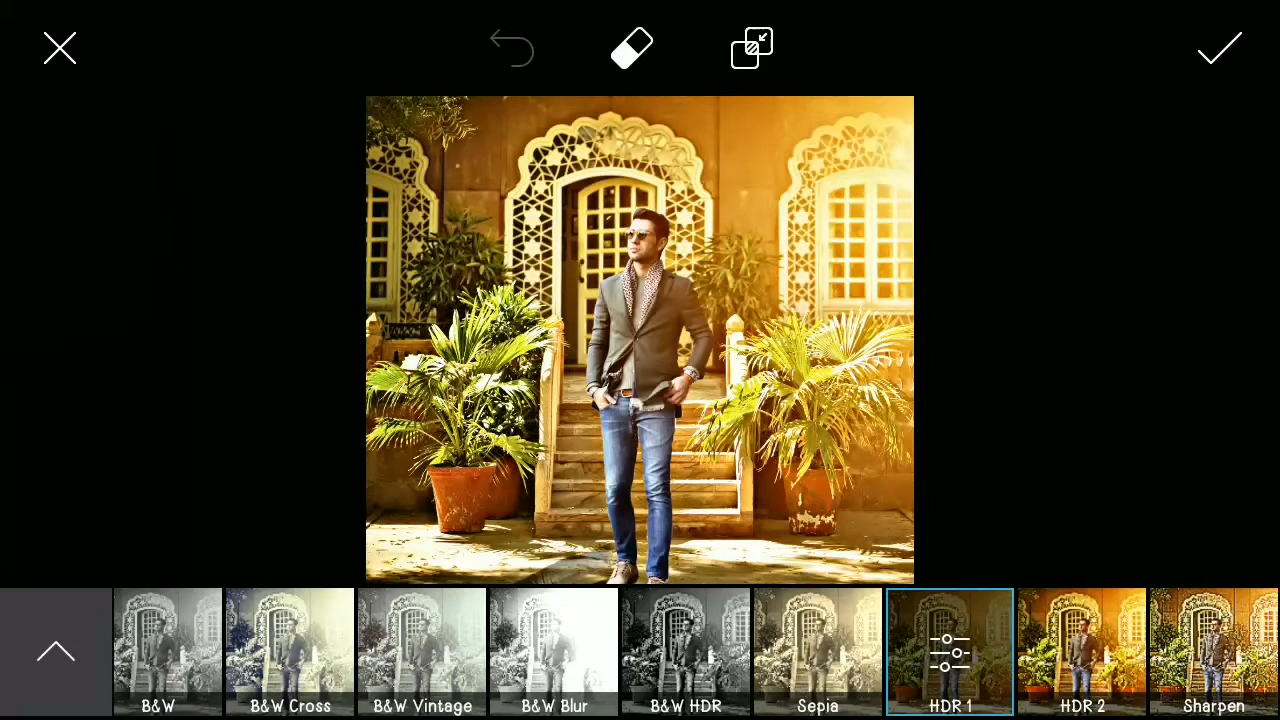 B&W
B&W Cross
B&W Vintage
B&W Blur
B&W HDR
Sepia
HDR 1
HDR 2
Sharpen